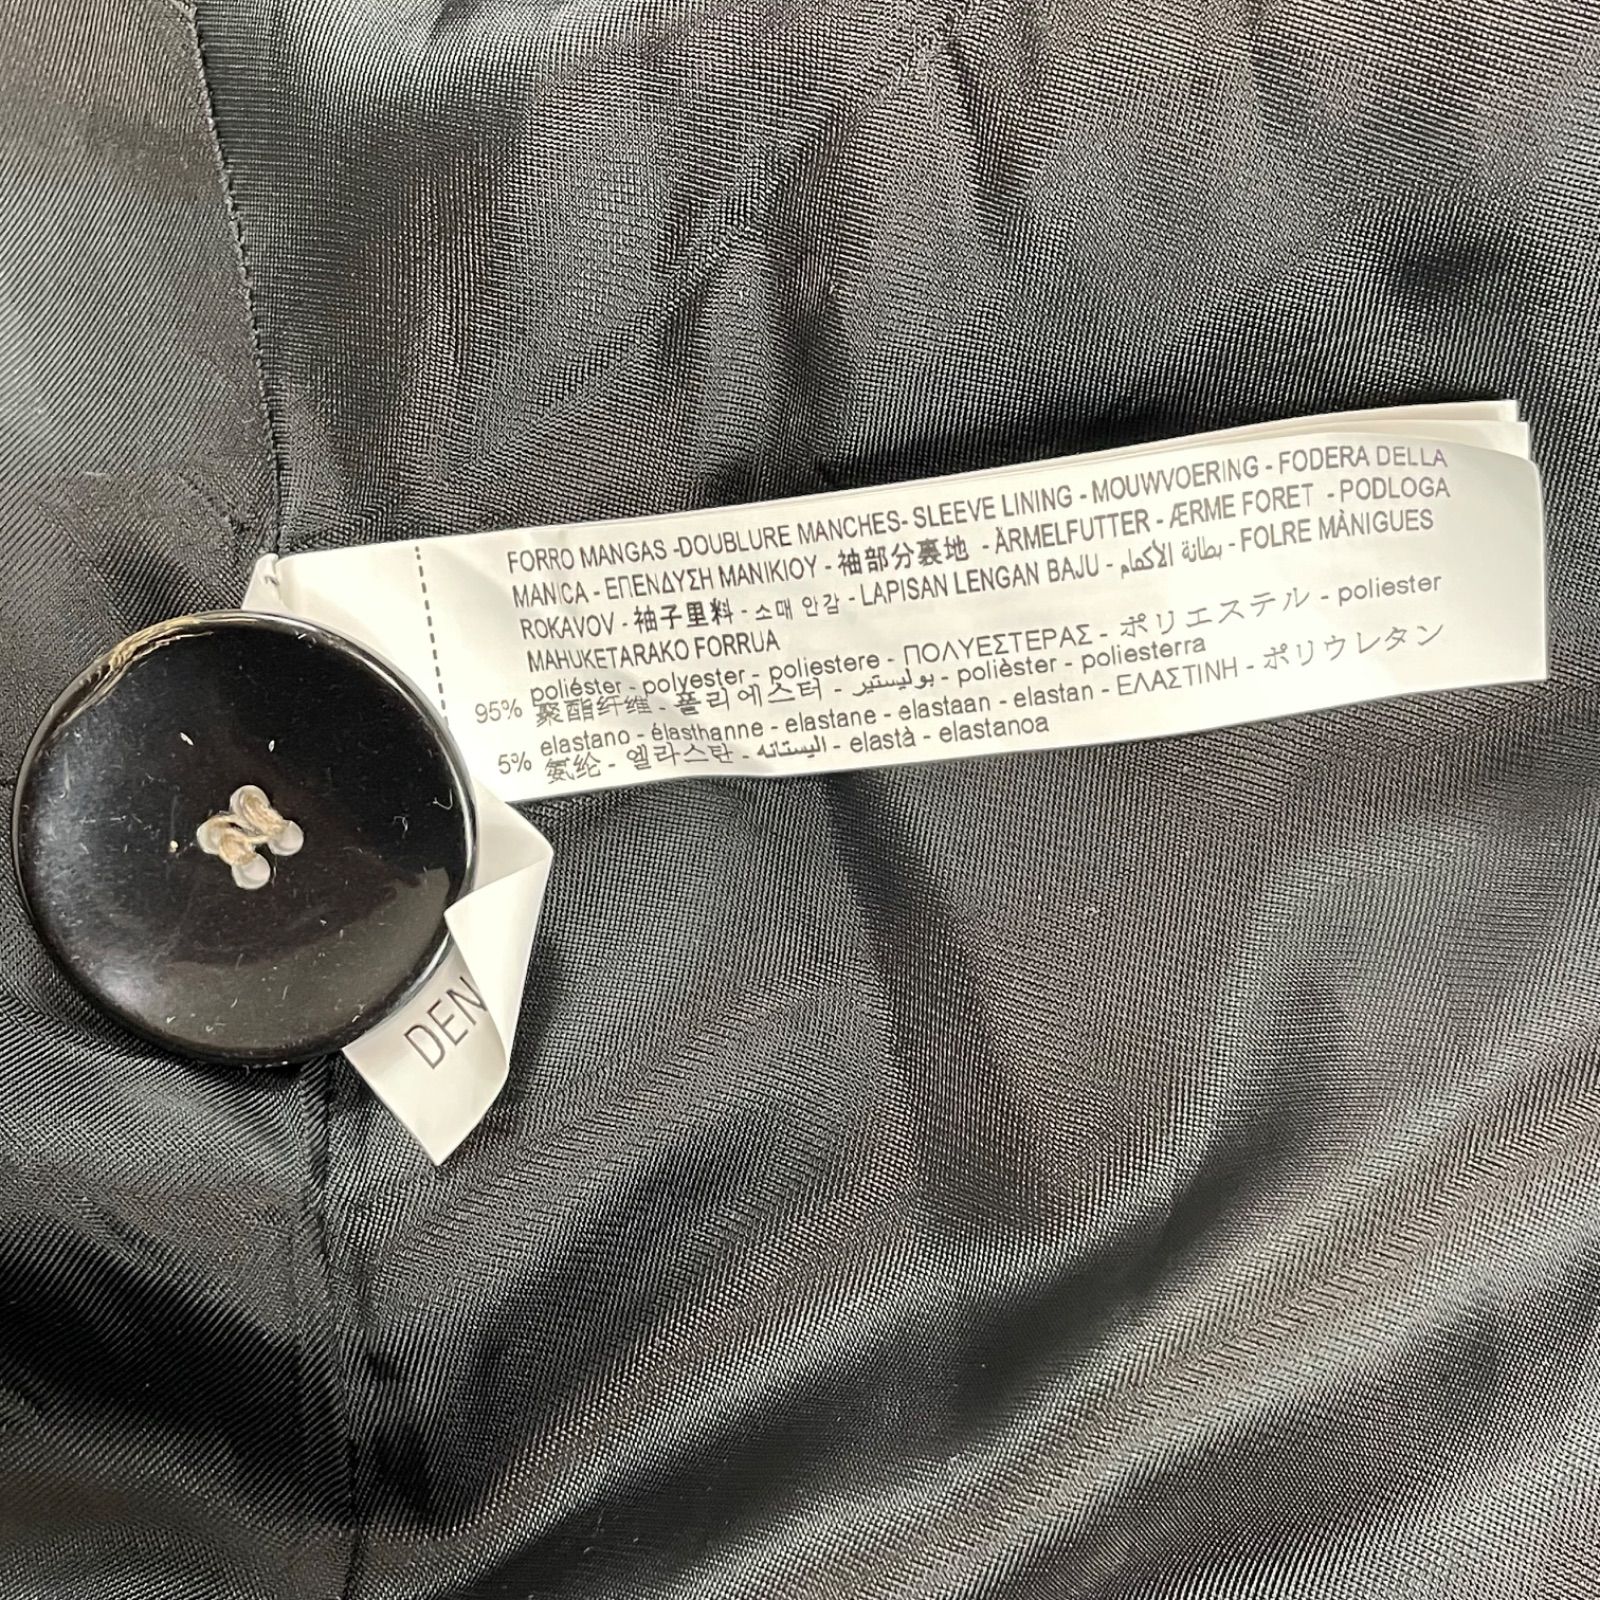 FORRO MANGAS -DOUBLURE MANCHES- SLEEVE LINING - MOUWVOERING - FODERA DELLA
MANICA - ΕΠΕΝΔΥΣΗ ΜΑΝΙΚΙΟΥ - 袖部分裏地 - ÄRMELFUTTER - ÆRME FORET - PODLOGA
ROKAVOV - 袖子里料 - 소매 안감 - LAPISAN LENGAN BAJU - بطانة الأكمام - FOLRE MÀNIGUES
MAHUKETARAKO FORRUA
poliéster - polyester - poliestere - ΠΟΛΥΕΣΤΕΡΑΣ - ポリエステル - poliester
95% 聚酯纤维 - 폴리에스터 - بوليستير - polièster - poliesterra
elastano - élasthanne - elastane - elastaan - elastan - ΕΛΑΣΤΙΝΗ - ポリウレタン
5% 氨纶 - 엘라스탄 - اليستانه - elastà - elastanoa
DEN